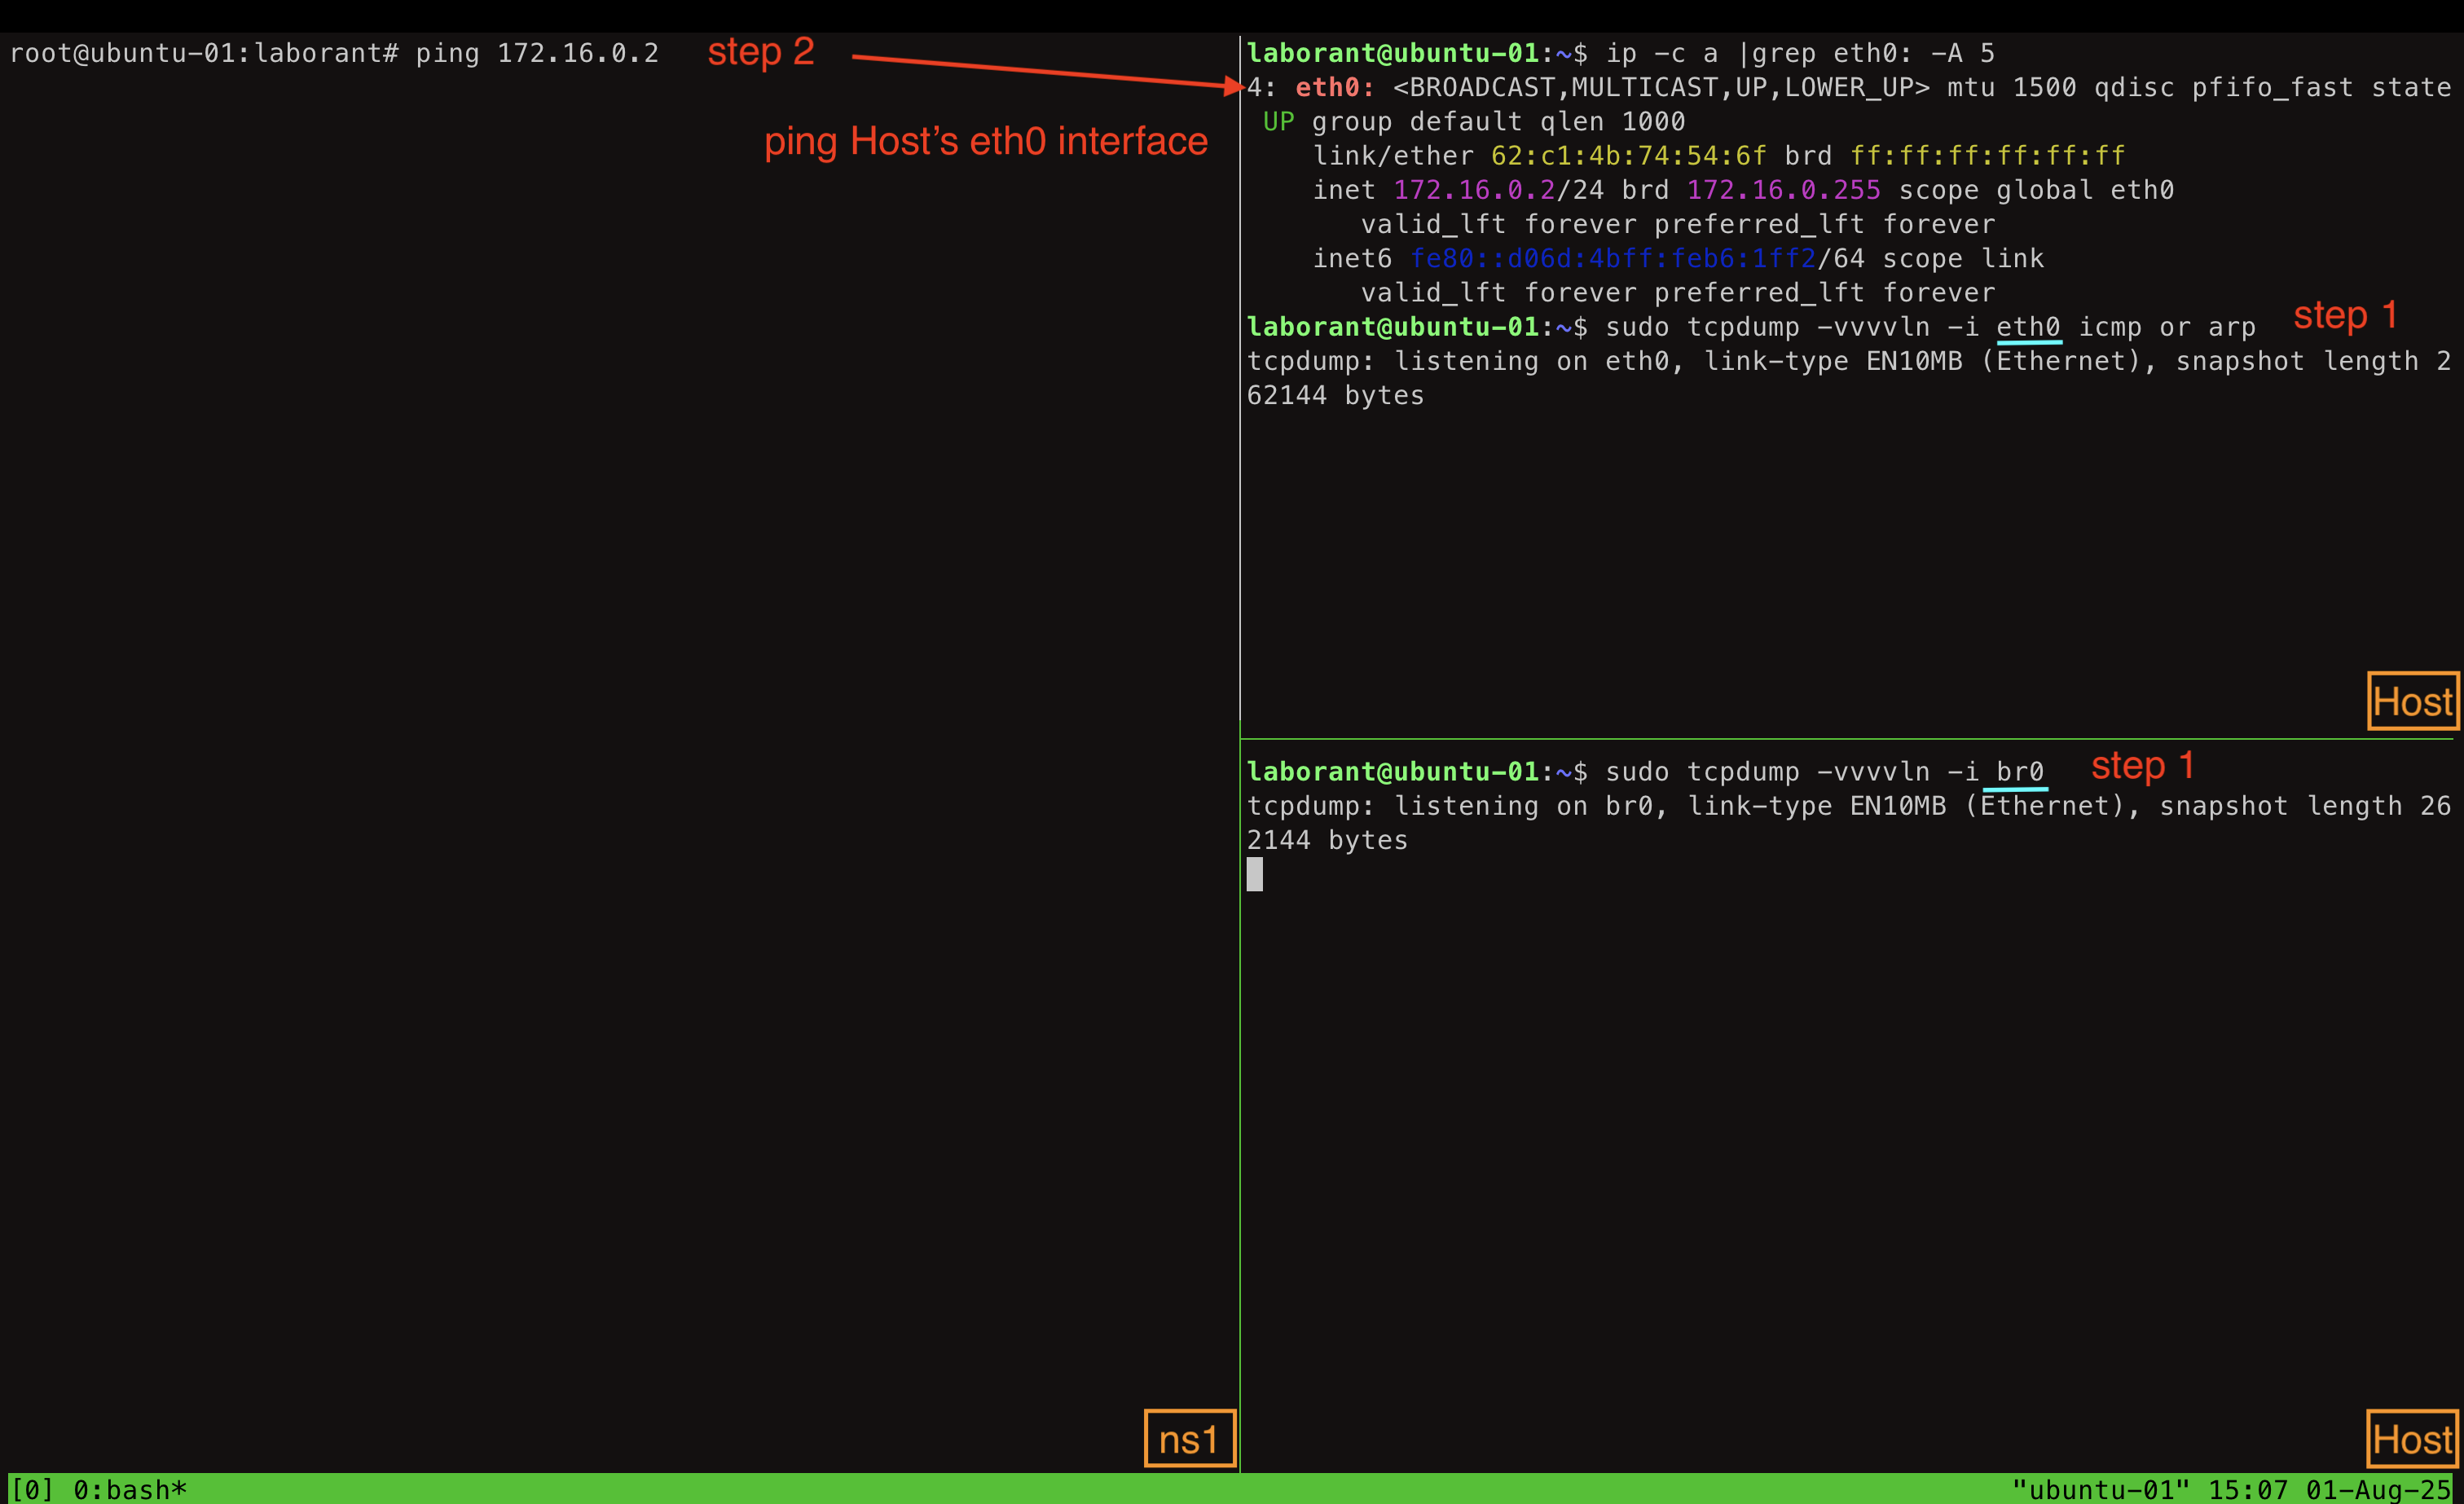 root@ubuntu-01:laborant# ping 172.16.0.2 step 2
ping Host's eth0 interface
ns1
laborant@ubuntu-01:~$ ip -c a |grep eth0: -A 5
4: eth0: <BROADCAST,MULTICAST,UP,LOWER_UP> mtu 1500 qdisc pfifo_fast state
UP group default qlen 1000
link/ether 62:c1:4b:74:54:6f brd ff:ff:ff:ff:ff:ff
inet 172.16.0.2/24 brd 172.16.0.255 scope global eth0
valid_lft forever preferred_lft forever
inet6 fe80::d06d:4bff:feb6:1ff2/64 scope link
valid_lft forever preferred_lft forever
laborant@ubuntu-01:~$ sudo tcpdump -vvvvln -i eth0 icmp or arp step 1
tcpdump: listening on eth0, link-type EN10MB (Ethernet), snapshot length 2
62144 bytes
Host
laborant@ubuntu-01:~$ sudo tcpdump -vvvvln -i br0 step 1
tcpdump: listening on br0, link-type EN10MB (Ethernet), snapshot length 26
2144 bytes
Host
[0] 0:bash* "ubuntu-01" 15:07 01-Aug-25